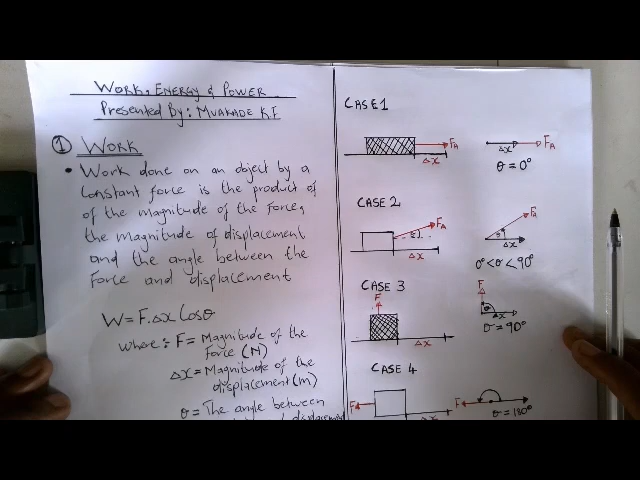 WORK, ENERGY & POWER
Presented By: MUAKADE K.F
① WORK
• Work done on an object by a
constant force is the product of
of the magnitude of the force,
the magnitude of displacement
and the angle between the
Force and displacement
W = F.Δx Cosθ
where: F = Magnitude of the
Force (N)
Δx = Magnitude of the
displacement (m)
θ = The angle between
displacement
CASE 1
FA
Δx
Δx FA
θ = 0°
CASE 2
FA
Δx
FA
θ
Δx
0° < θ < 90°
CASE 3
F
Δx
F
θ
Δx
θ = 90°
CASE 4
F
Δx
F
θ = 180°